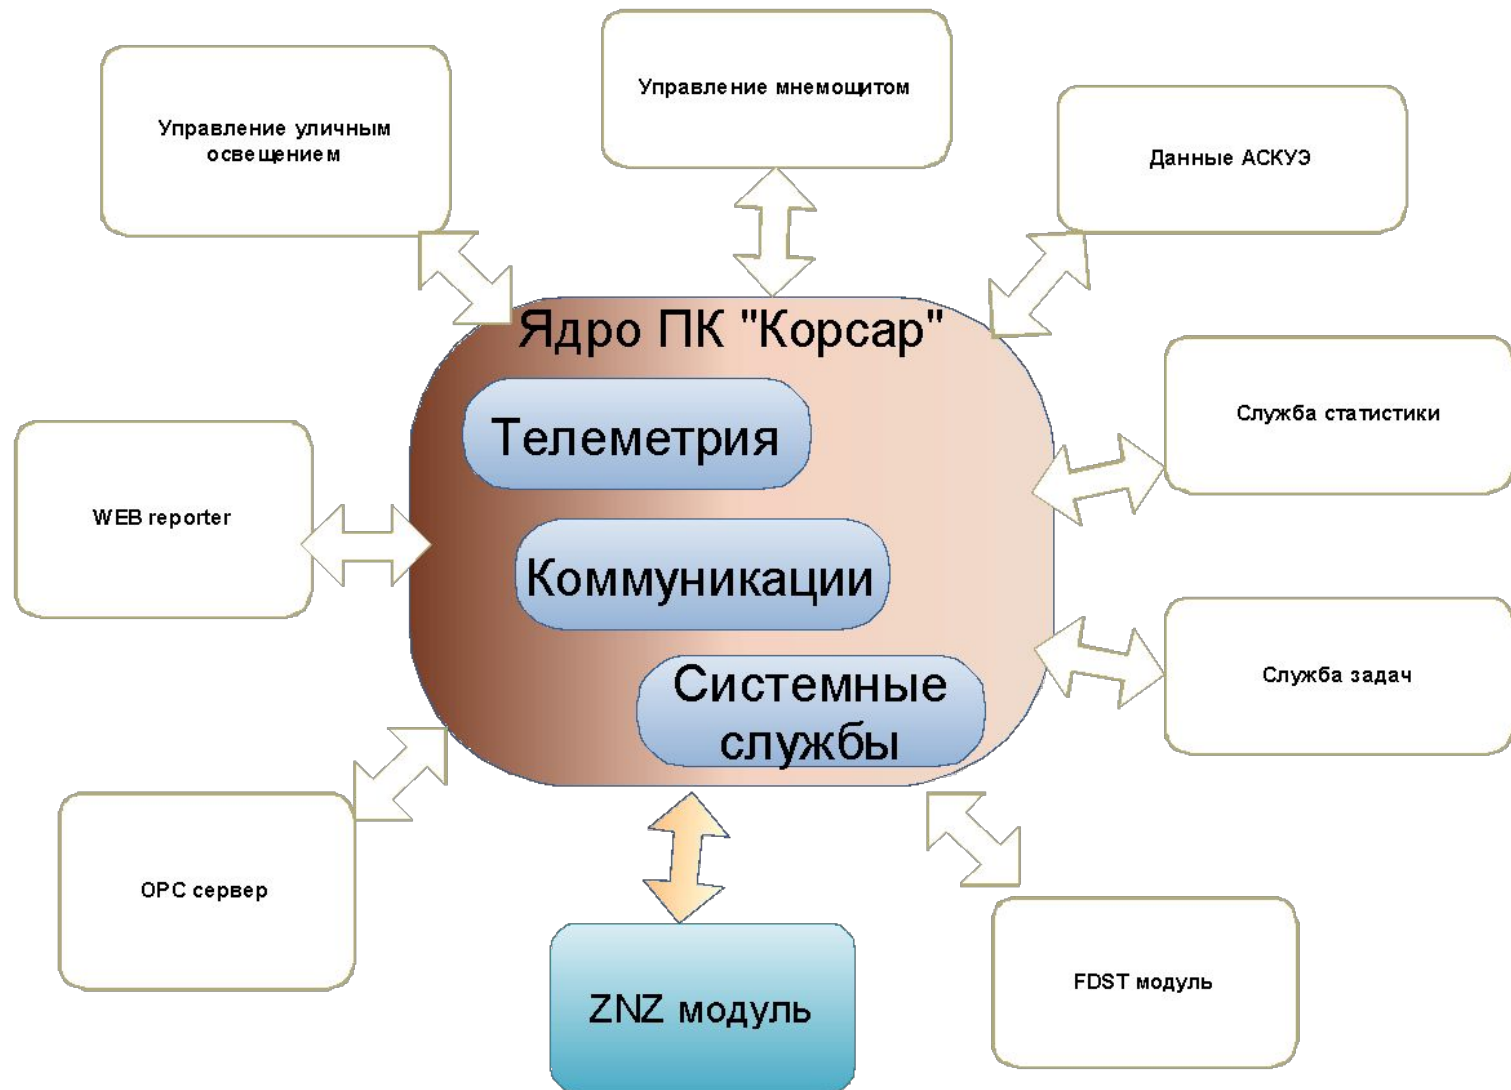 Управление мнемощитом
Управление уличным
освещением
Данные АСКУЭ
Ядро ПК "Корсар"
Телеметрия
Служба статистики
WEB reporter
Коммуникации
Системные
службы
Служба задач
OPC сервер
ZNZ модуль
FDST модуль